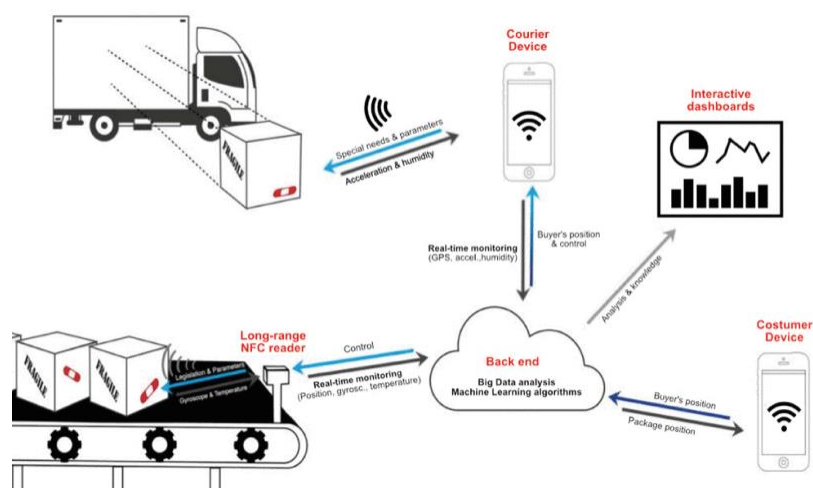 Courier
Device
Interactive
dashboards
Special needs & parameters
Acceleration & humidity
FRAGILE
Real-time monitoring
(GPS, accel.,humidity)
Buyer's position
& control
Analysis & knowledge
Long-range
NFC reader
Control
Real-time monitoring
(Position, gyrosc., temperature)
FRAGILE
FRAGILE
Legislation & Parameters
Gyroscope & Temperature
Back end
Big Data analysis
Machine Learning algorithms
Costumer
Device
Buyer's position
Package position